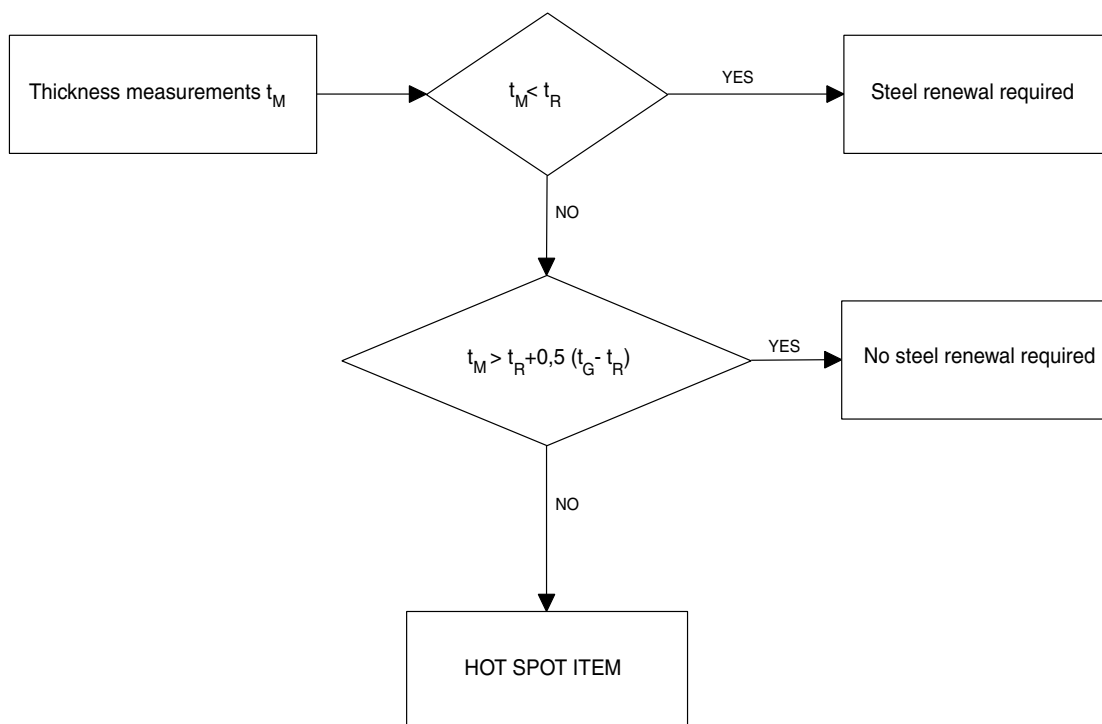 Thickness measurements t_M
t_M < t_R
YES
Steel renewal required
NO
t_M > t_R+0,5 (t_G- t_R)
YES
No steel renewal required
NO
HOT SPOT ITEM